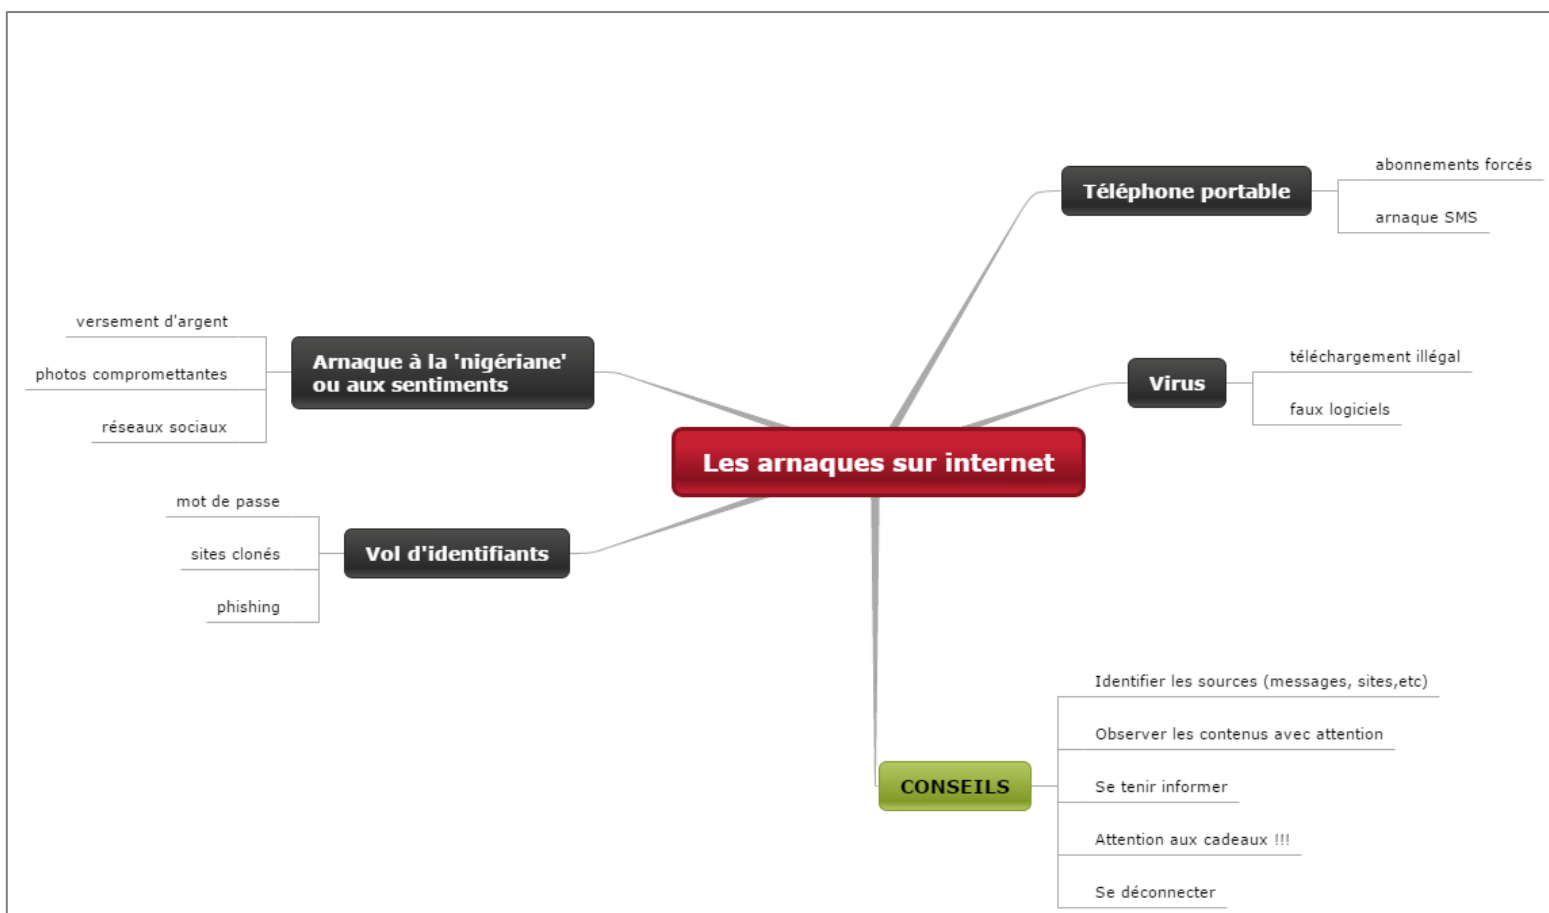 Les arnaques sur internet
Téléphone portable
abonnements forcés
arnaque SMS
Virus
téléchargement illégal
faux logiciels
CONSEILS
Identifier les sources (messages, sites,etc)
Observer les contenus avec attention
Se tenir informer
Attention aux cadeaux !!!
Se déconnecter
Arnaque à la 'nigériane'
ou aux sentiments
versement d'argent
photos compromettantes
réseaux sociaux
Vol d'identifiants
mot de passe
sites clonés
phishing